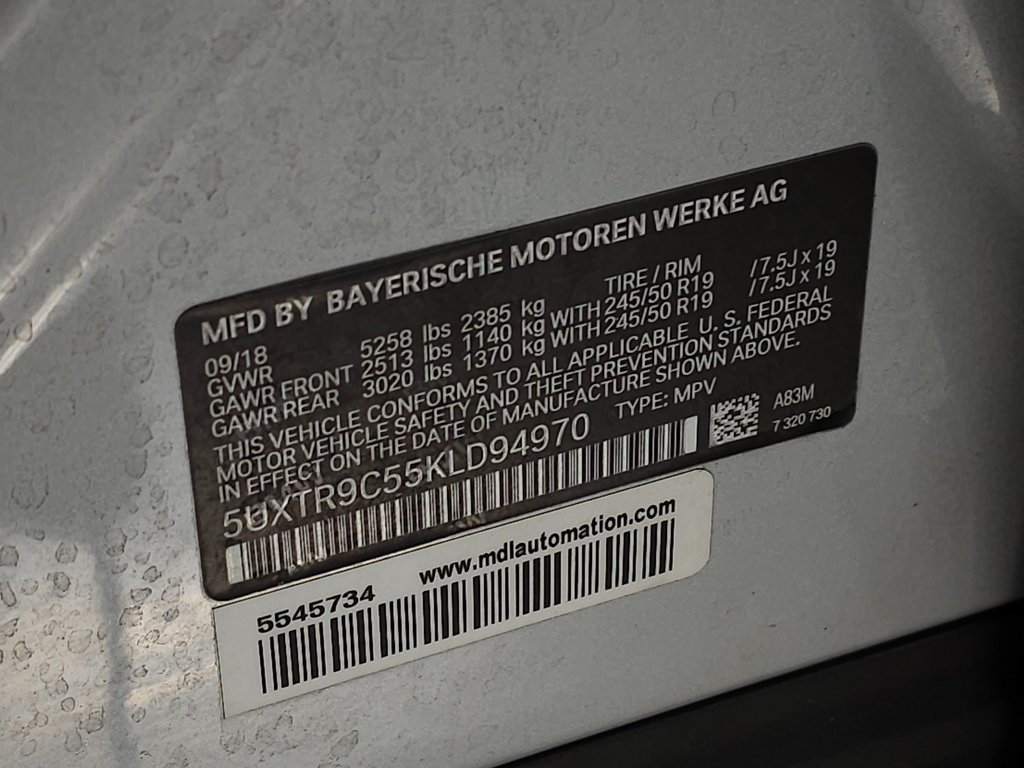 MFD BY BAYERISCHE MOTOREN WERKE AG
09/18 TIRE / RIM
GVWR 5258 lbs 2385 kg
GAWR FRONT 2513 lbs 1140 kg WITH 245/50 R19 /7.5J x 19
GAWR REAR 3020 lbs 1370 kg WITH 245/50 R19 /7.5J x 19
THIS VEHICLE CONFORMS TO ALL APPLICABLE U. S. FEDERAL
MOTOR VEHICLE SAFETY AND THEFT PREVENTION STANDARDS
IN EFFECT ON THE DATE OF MANUFACTURE SHOWN ABOVE.
5UXTR9C55KLD94970 TYPE: MPV
A83M
7 320 730
5545734 www.mdlautomation.com